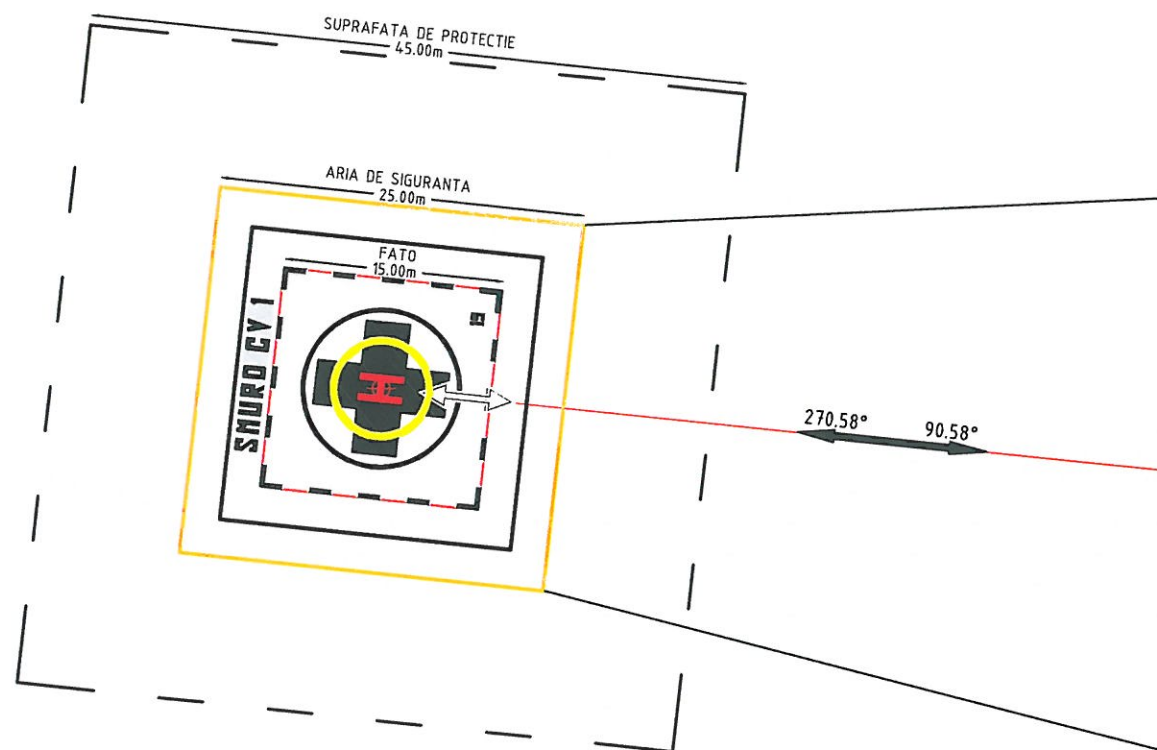 SUPRAFATA DE PROTECTIE
45.00m
ARIA DE SIGURANTA
25.00m
FATO
15.00m
SMURD CV 1
H
270.58°
90.58°